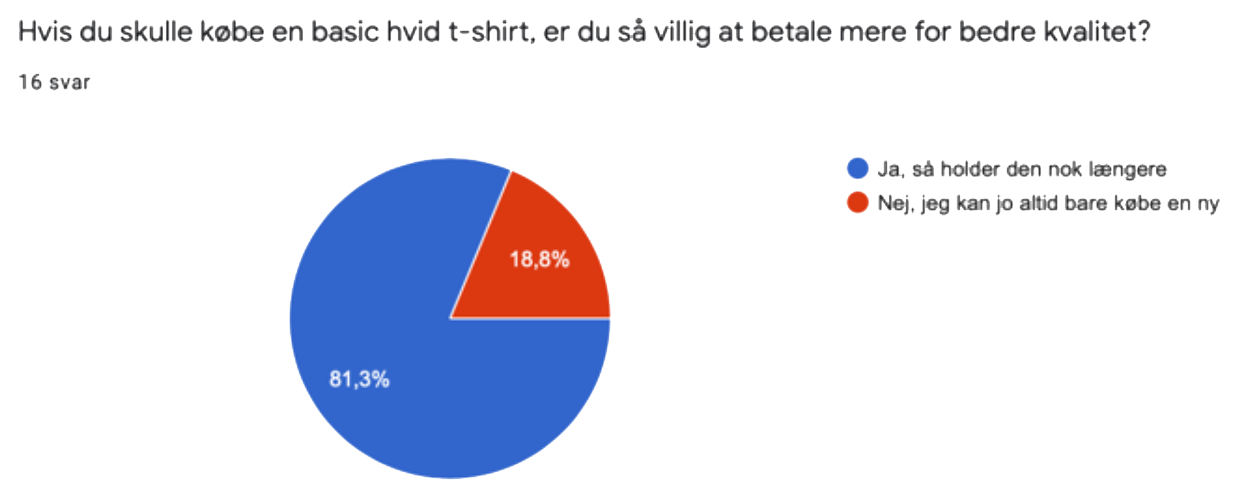 Hvis du skulle købe en basic hvid t-shirt, er du så villig at betale mere for bedre kvalitet?
16 svar
Ja, så holder den nok længere
Nej, jeg kan jo altid bare købe en ny
18,8%
81,3%